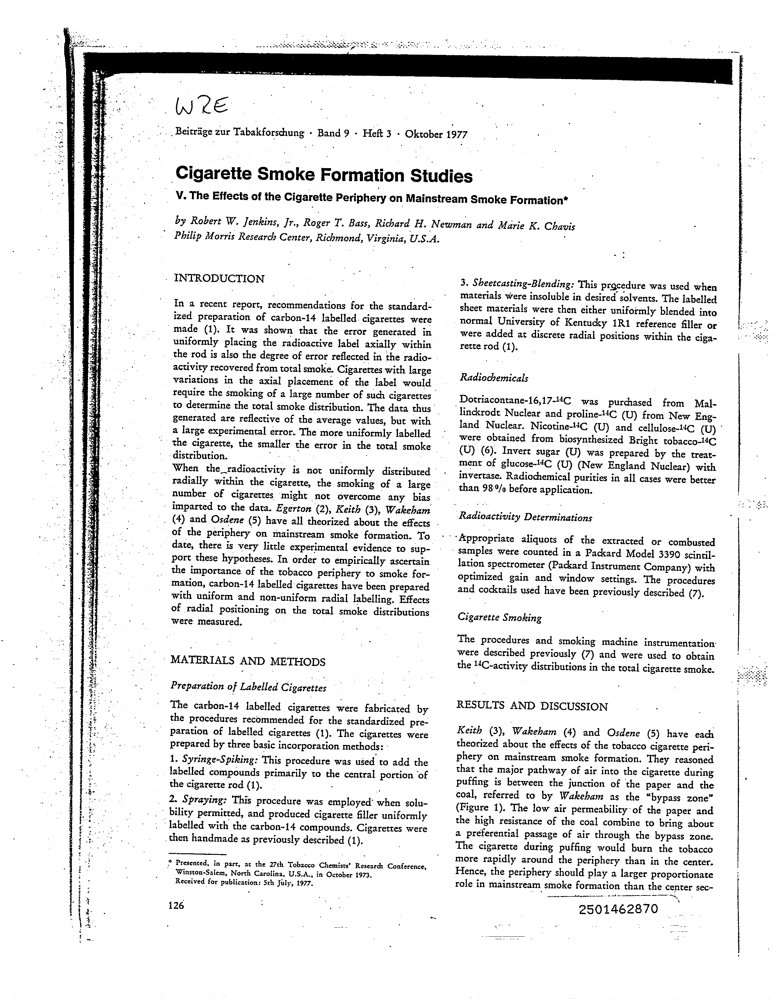 W2E
Beiträge zur Tabakforschung · Band 9 · Heft 3 · Oktober 1977
Cigarette Smoke Formation Studies
V. The Effects of the Cigarette Periphery on Mainstream Smoke Formation*
by Robert W. Jenkins, Jr., Roger T. Bass, Richard H. Newman and Marie K. Chavis
Philip Morris Research Center, Richmond, Virginia, U.S.A.
INTRODUCTION
In a recent report, recommendations for the standard-
ized preparation of carbon-14 labelled cigarettes were
made (1). It was shown that the error generated in
uniformly placing the radioactive label axially within
the rod is also the degree of error reflected in the radio-
activity recovered from total smoke. Cigarettes with large
variations in the axial placement of the label would
require the smoking of a large number of such cigarettes
to determine the total smoke distribution. The data thus
generated are reflective of the average values, but with
a large experimental error. The more uniformly labelled
the cigarette, the smaller the error in the total smoke
distribution.
When the radioactivity is not uniformly distributed
radially within the cigarette, the smoking of a large
number of cigarettes might not overcome any bias
imparted to the data. Egerton (2), Keith (3), Wakeham
(4) and Osdene (5) have all theorized about the effects
of the periphery on mainstream smoke formation. To
date, there is very little experimental evidence to sup-
port these hypotheses. In order to empirically ascertain
the importance of the tobacco periphery to smoke for-
mation, carbon-14 labelled cigarettes have been prepared
with uniform and non-uniform radial labelling. Effects
of radial positioning on the total smoke distributions
were measured.
MATERIALS AND METHODS
Preparation of Labelled Cigarettes
The carbon-14 labelled cigarettes were fabricated by
the procedures recommended for the standardized pre-
paration of labelled cigarettes (1). The cigarettes were
prepared by three basic incorporation methods:
1. Syringe-Spiking: This procedure was used to add the
labelled compounds primarily to the central portion of
the cigarette rod (1).
2. Spraying: This procedure was employed when solu-
bility permitted, and produced cigarette filler uniformly
labelled with the carbon-14 compounds. Cigarettes were
then handmade as previously described (1).
* Presented, in part, at the 27th Tobacco Chemists' Research Conference,
Winston-Salem, North Carolina, U.S.A., in October 1973.
Received for publication: 5th July, 1977.
126
3. Sheetcasting-Blending: This procedure was used when
materials were insoluble in desired solvents. The labelled
sheet materials were then either uniformly blended into
normal University of Kentucky 1R1 reference filler or
were added at discrete radial positions within the ciga-
rette rod (1).
Radiochemicals
Dotriacontane-16,17-¹⁴C was purchased from Mal-
linckrodt Nuclear and proline-¹⁴C (U) from New Eng-
land Nuclear. Nicotine-¹⁴C (U) and cellulose-¹⁴C (U)
were obtained from biosynthesized Bright tobacco-¹⁴C
(U) (6). Invert sugar (U) was prepared by the treat-
ment of glucose-¹⁴C (U) (New England Nuclear) with
invertase. Radiochemical purities in all cases were better
than 98 % before application.
Radioactivity Determinations
Appropriate aliquots of the extracted or combusted
samples were counted in a Packard Model 3390 scintil-
lation spectrometer (Packard Instrument Company) with
optimized gain and window settings. The procedures
and cocktails used have been previously described (7).
Cigarette Smoking
The procedures and smoking machine instrumentation
were described previously (7) and were used to obtain
the ¹⁴C-activity distributions in the total cigarette smoke.
RESULTS AND DISCUSSION
Keith (3), Wakeham (4) and Osdene (5) have each
theorized about the effects of the tobacco cigarette peri-
phery on mainstream smoke formation. They reasoned
that the major pathway of air into the cigarette during
puffing is between the junction of the paper and the
coal, referred to by Wakeham as the "bypass zone"
(Figure 1). The low air permeability of the paper and
the high resistance of the coal combine to bring about
a preferential passage of air through the bypass zone.
The cigarette during puffing would burn the tobacco
more rapidly around the periphery than in the center.
Hence, the periphery should play a larger proportionate
role in mainstream smoke formation than the center sec-
2501462870